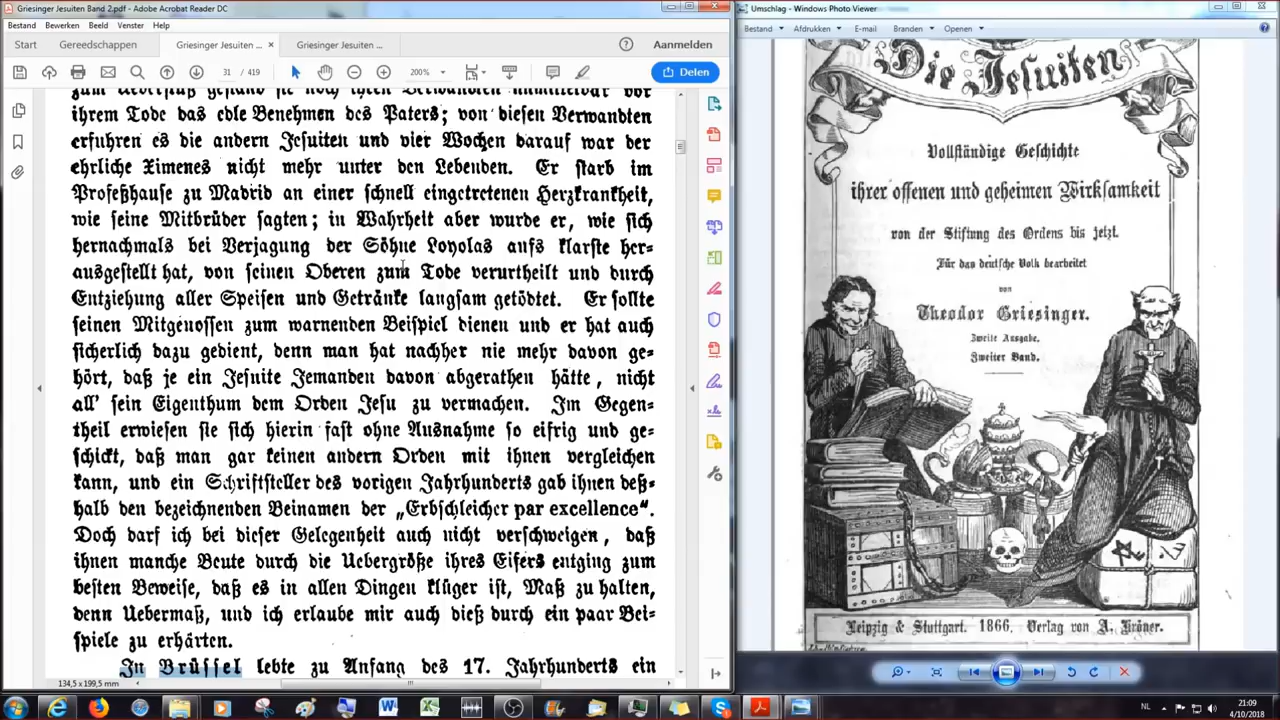 Griesinger Jesuiten Band 2.pdf - Adobe Acrobat Reader DC
Bestand Bewerken Beeld Venster Help
Start Gereedschappen Griesinger Jesuiten ... × Griesinger Jesuiten ... Aanmelden
31 / 419 200% Delen
zum Ueberfluß gestand sie noch ihren Verwandten unmittelbar vor
ihrem Tode das edle Benehmen des Paters; von diesen Verwandten
erfuhren es die andern Jesuiten und vier Wochen darauf war der
ehrliche Ximenes nicht mehr unter den Lebenden. Er starb im
Profeßhause zu Madrid an einer schnell eingetretenen Herzkrankheit,
wie seine Mitbrüder sagten; in Wahrheit aber wurde er, wie sich
hernachmals bei Verjagung der Söhne Loyolas aufs klarste her-
ausgestellt hat, von seinen Oberen zum Tode verurtheilt und durch
Entziehung aller Speisen und Getränke langsam getödtet. Er sollte
seinen Mitgenossen zum warnenden Beispiel dienen und er hat auch
sicherlich dazu gedient, denn man hat nachher nie mehr davon ge-
hört, daß je ein Jesuite Jemanden davon abgerathen hätte, nicht
all' sein Eigenthum dem Orden Jesu zu vermachen. Im Gegen-
theil erwiesen sie sich hierin fast ohne Ausnahme so eifrig und ge-
schickt, daß man gar keinen andern Orden mit ihnen vergleichen
kann, und ein Schriftsteller des vorigen Jahrhunderts gab ihnen deß-
halb den bezeichnenden Beinamen der „Erbschleicher par excellence“.
Doch darf ich bei dieser Gelegenheit auch nicht verschweigen, daß
ihnen manche Beute durch die Uebergröße ihres Eifers entging zum
besten Beweise, daß es in allen Dingen klüger ist, Maß zu halten,
denn Uebermaß, und ich erlaube mir auch dieß durch ein paar Bei-
spiele zu erhärten.
In Brüssel lebte zu Anfang des 17. Jahrhunderts ein
134,5 x 199,5 mm
Umschlag - Windows Photo Viewer
Bestand Afdrukken E-mail Branden Openen
Die Jesuiten
Vollständige Geschichte
ihrer offenen und geheimen Wirksamkeit
von der Stiftung des Ordens bis jetzt.
Für das deutsche Volk bearbeitet
von
Theodor Griesinger.
Zweite Ausgabe.
Zweiter Band.
Leipzig & Stuttgart. 1866. Verlag von A. Kröner.
NL 21:09
4/10/2018